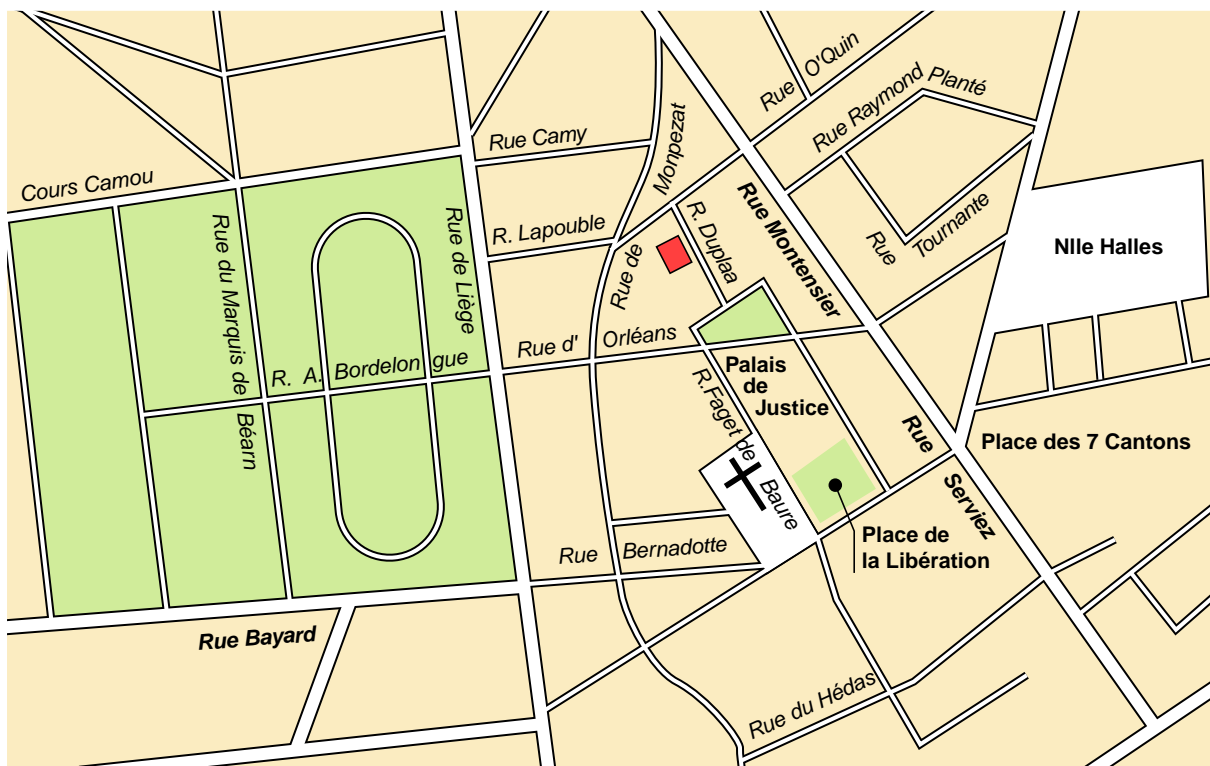 Rue O'Quin
Rue Raymond Planté
Rue Camy
Rue de Monpezat
Cours Camou
Rue du Marquis de Béarn
Rue de Liège
R. Lapouble
R. Duplaa
Rue Montensier
Rue Tournante
Nlle Halles
Rue d' Orléans
R. A. Bordelongue
Palais
de
Justice
R.Faget de Baure
Rue Serviez
Place des 7 Cantons
Place de
la Libération
Rue Bernadotte
Rue Bayard
Rue du Hédas